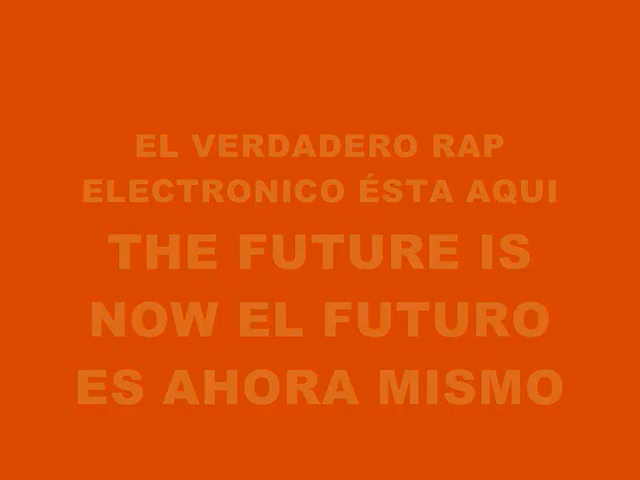 EL VERDADERO RAP
ELECTRONICO ÉSTA AQUI
THE FUTURE IS
NOW EL FUTURO
ES AHORA MISMO